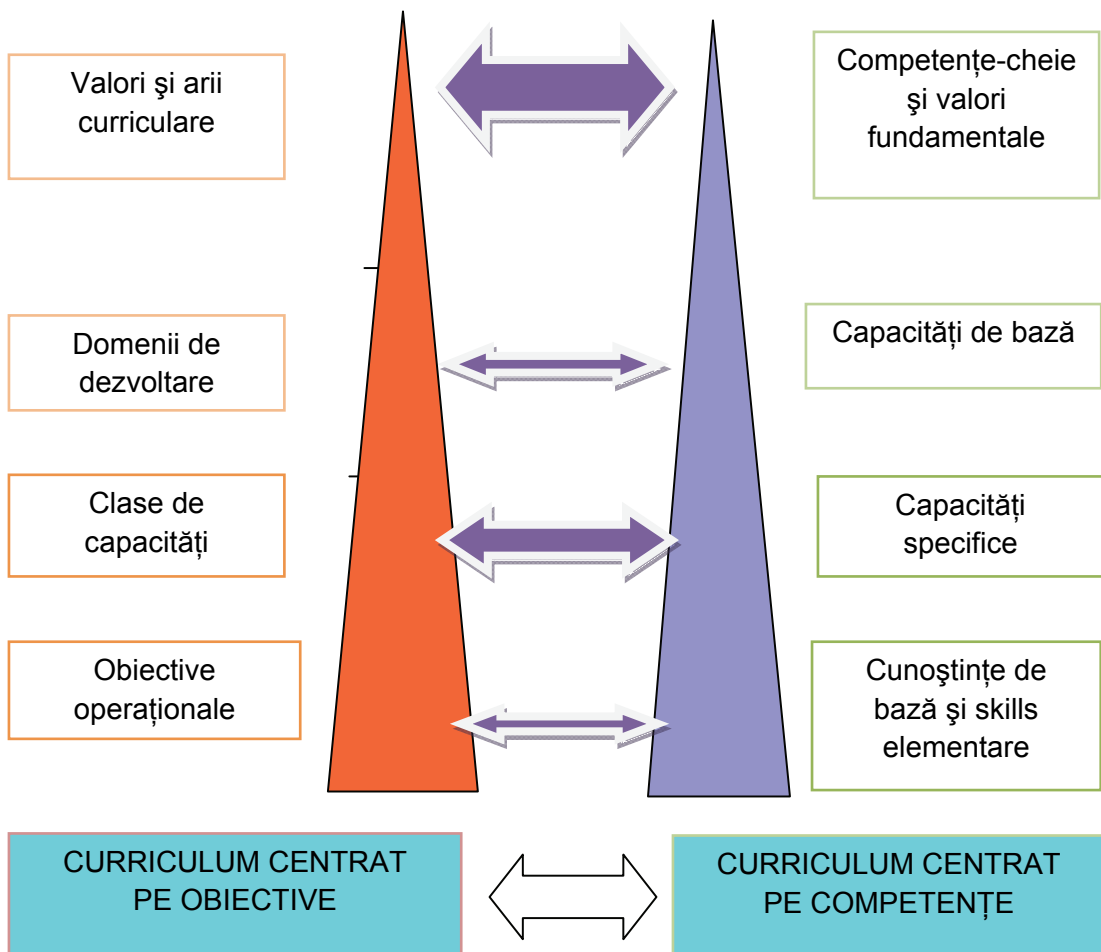 Valori şi arii
curriculare
Competențe-cheie
şi valori
fundamentale
Domenii de
dezvoltare
Capacități de bază
Clase de
capacități
Capacități
specifice
Obiective
operaționale
Cunoştințe de
bază şi skills
elementare
CURRICULUM CENTRAT
PE OBIECTIVE
CURRICULUM CENTRAT
PE COMPETENȚE